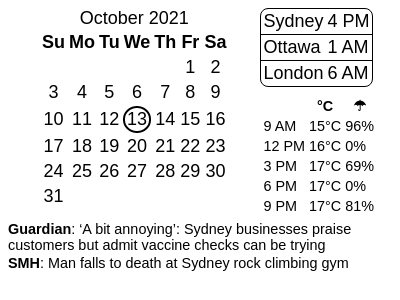 October 2021
Su Mo Tu We Th Fr Sa
1 2
3 4 5 6 7 8 9
10 11 12 13 14 15 16
17 18 19 20 21 22 23
24 25 26 27 28 29 30
31
Sydney 4 PM
Ottawa 1 AM
London 6 AM
°C ☂
9 AM 15°C 96%
12 PM 16°C 0%
3 PM 17°C 69%
6 PM 17°C 0%
9 PM 17°C 81%
Guardian: ‘A bit annoying’: Sydney businesses praise
customers but admit vaccine checks can be trying
SMH: Man falls to death at Sydney rock climbing gym